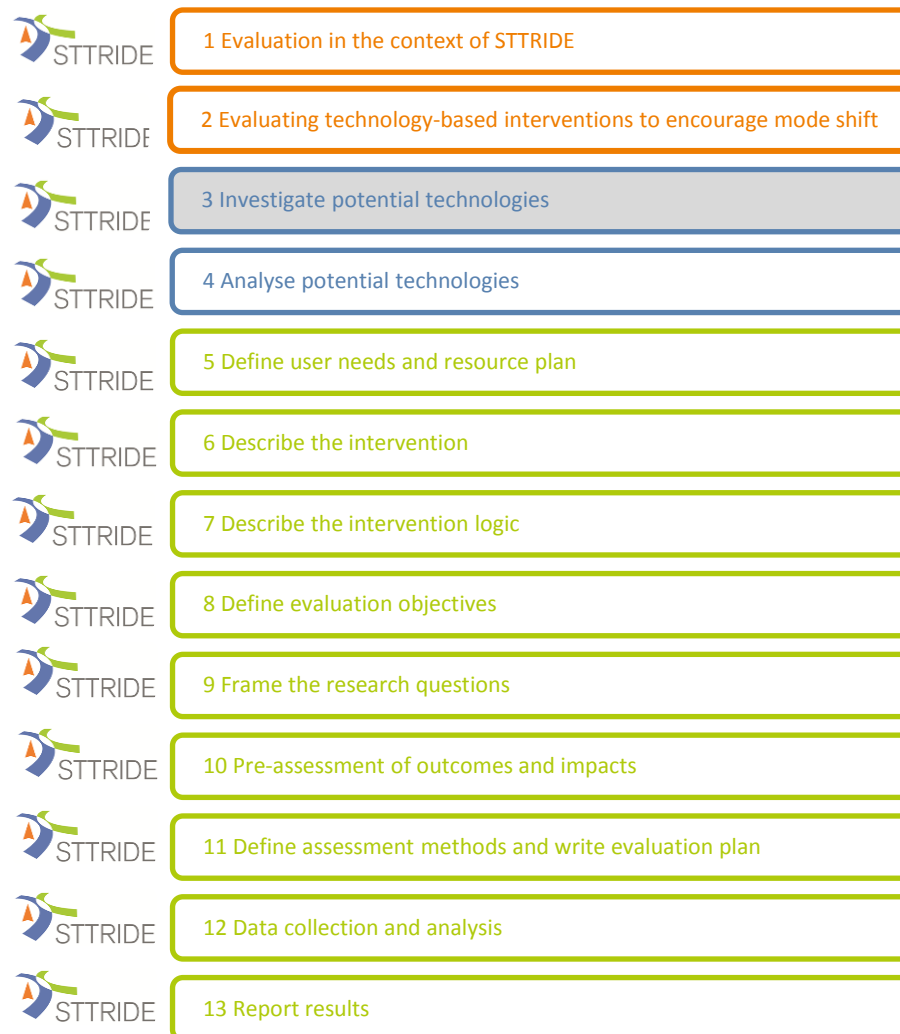 STTRIDE 1 Evaluation in the context of STTRIDE
STTRIDE 2 Evaluating technology-based interventions to encourage mode shift
STTRIDE 3 Investigate potential technologies
STTRIDE 4 Analyse potential technologies
STTRIDE 5 Define user needs and resource plan
STTRIDE 6 Describe the intervention
STTRIDE 7 Describe the intervention logic
STTRIDE 8 Define evaluation objectives
STTRIDE 9 Frame the research questions
STTRIDE 10 Pre-assessment of outcomes and impacts
STTRIDE 11 Define assessment methods and write evaluation plan
STTRIDE 12 Data collection and analysis
STTRIDE 13 Report results